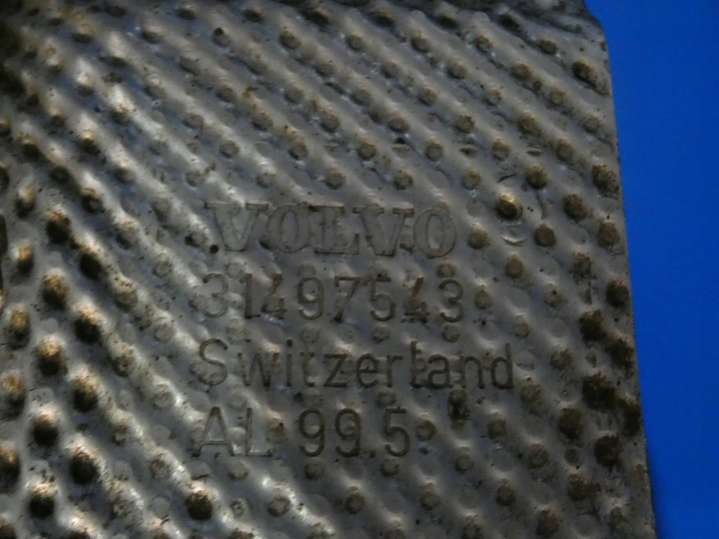 VOLVO
31497543
Switzerland
AL 99.5